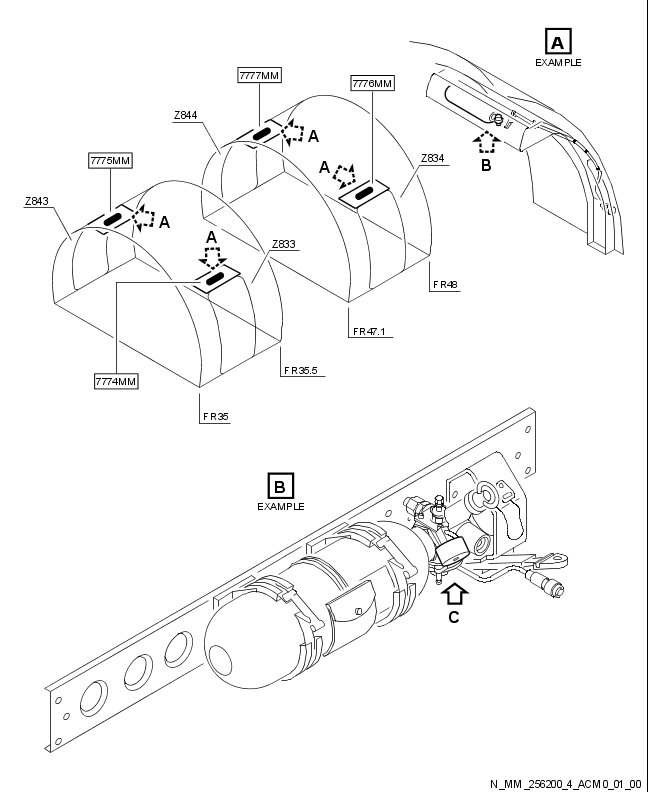 A
EXAMPLE
7777MM
7776MM
Z844
A
A
Z834
B
7775MM
Z843
A
A
Z833
FR48
FR47.1
7774MM
FR35.5
FR35
B
EXAMPLE
C
N_MM_256200_4_ACM0_01_00